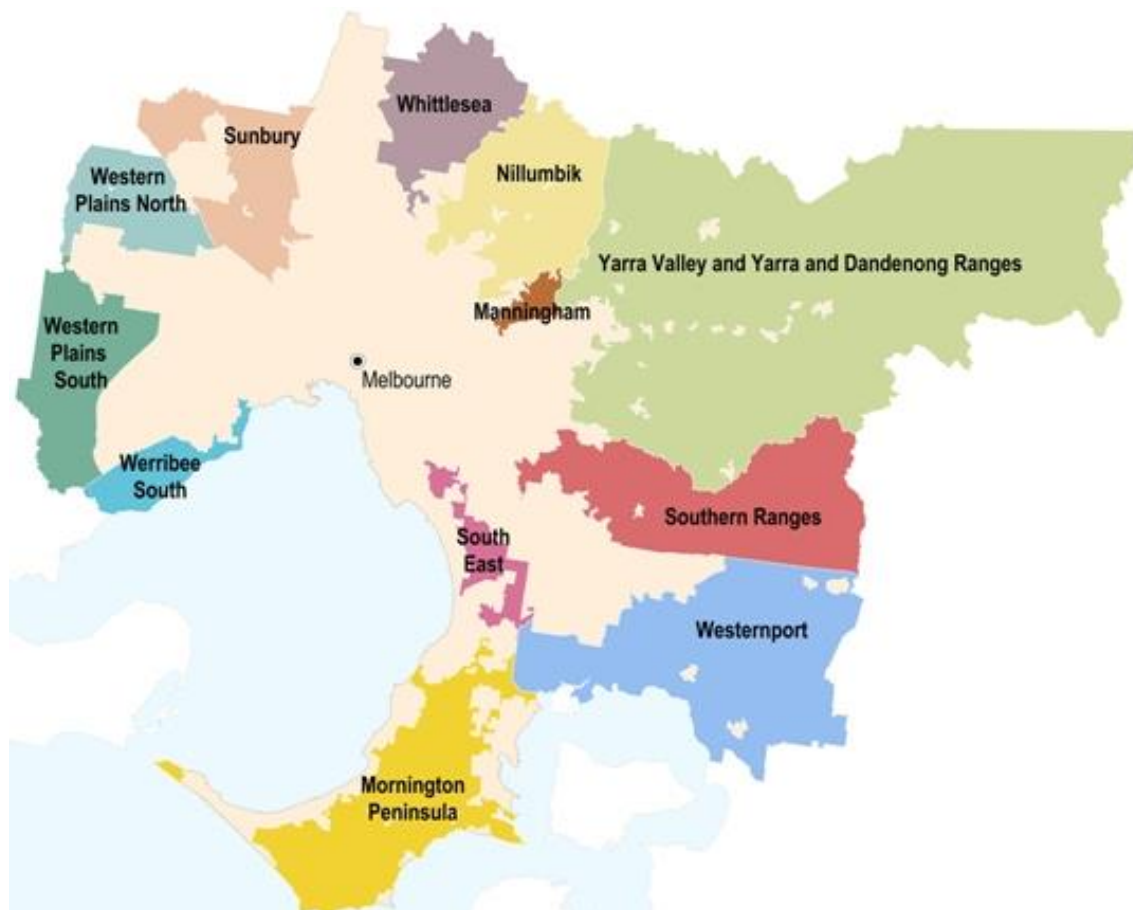 Whittlesea
Sunbury
Nillumbik
Western
Plains North
Yarra Valley and Yarra and Dandenong Ranges
Manningham
Western
Plains
South
Melbourne
Werribee
South
Southern Ranges
South
East
Westernport
Mornington
Peninsula